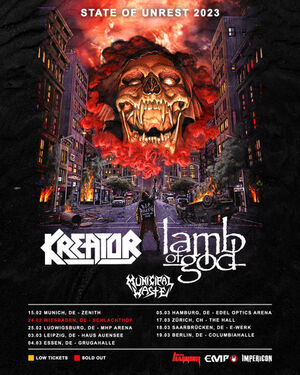 STATE OF UNREST 2023
KREATOR
lamb of god
MUNICIPAL WASTE
15.02 MUNICH, DE - ZENITH
24.02 WIESBADEN, DE - SCHLACHTHOF
25.02 LUDWIGSBURG, DE - MHP ARENA
03.03 LEIPZIG, DE - HAUS AUENSEE
04.03 ESSEN, DE - GRUGAHALLE
05.03 HAMBURG, DE - EDEL OPTICS ARENA
17.03 ZÜRICH, CH - THE HALL
18.03 SAARBRÜCKEN, DE - E-WERK
19.03 BERLIN, DE - COLUMBIAHALLE
LOW TICKETS
SOLD OUT
EMP
IMPERICON